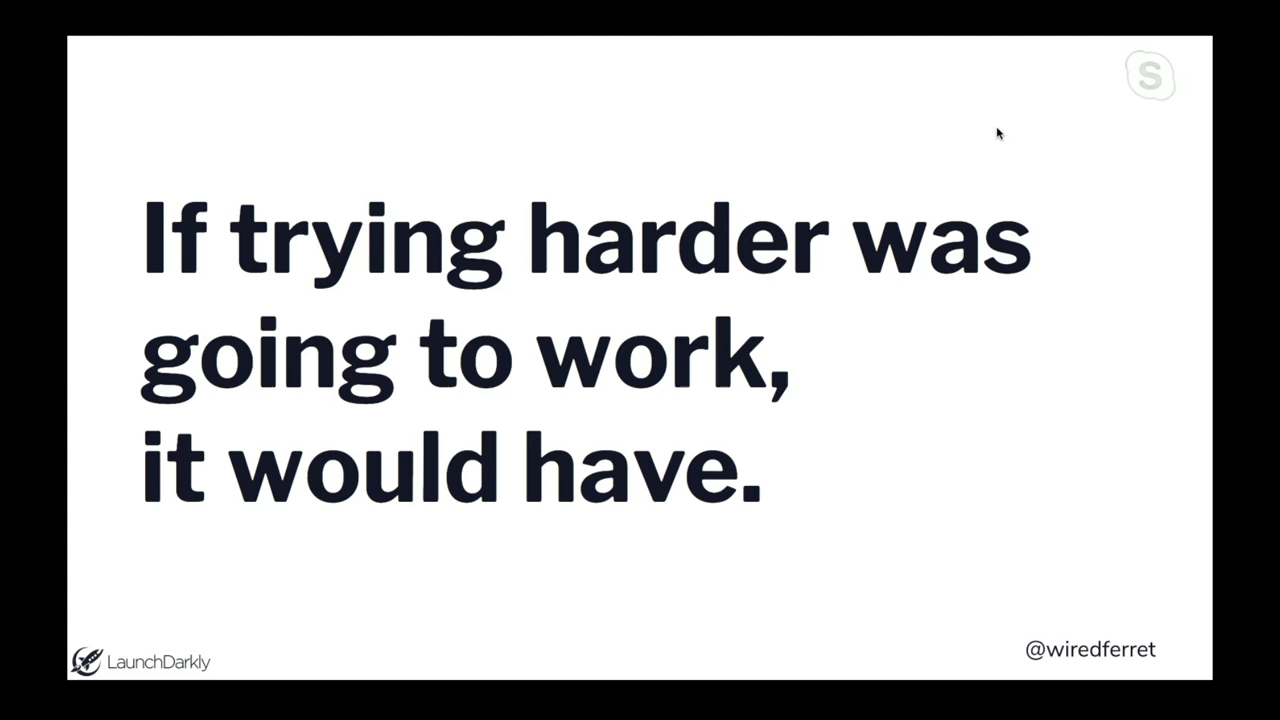 S
If trying harder was
going to work,
it would have.
LaunchDarkly
@wiredferret